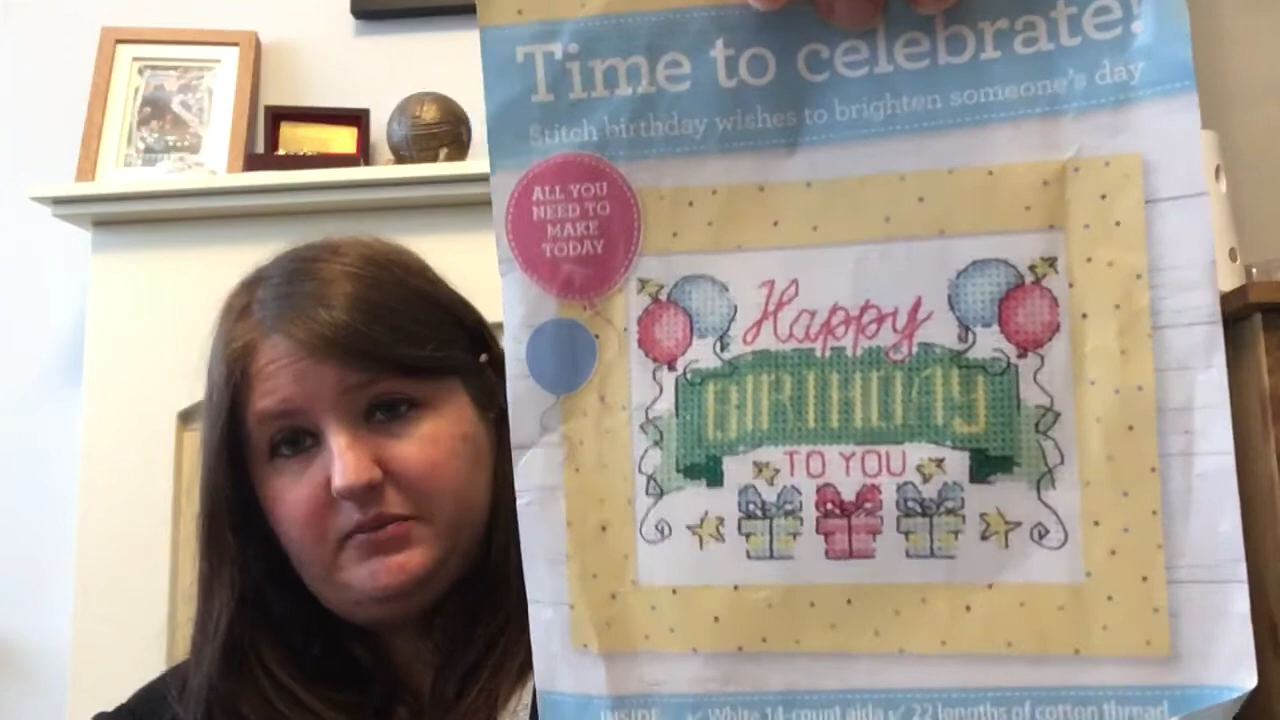 Time to celebrate!
Stitch birthday wishes to brighten someone's day
ALL YOU
NEED TO
MAKE
TODAY
Happy
BIRTHDAY
TO YOU
INSIDE ✓ White 14-count aida ✓ 22 lengths of cotton thread